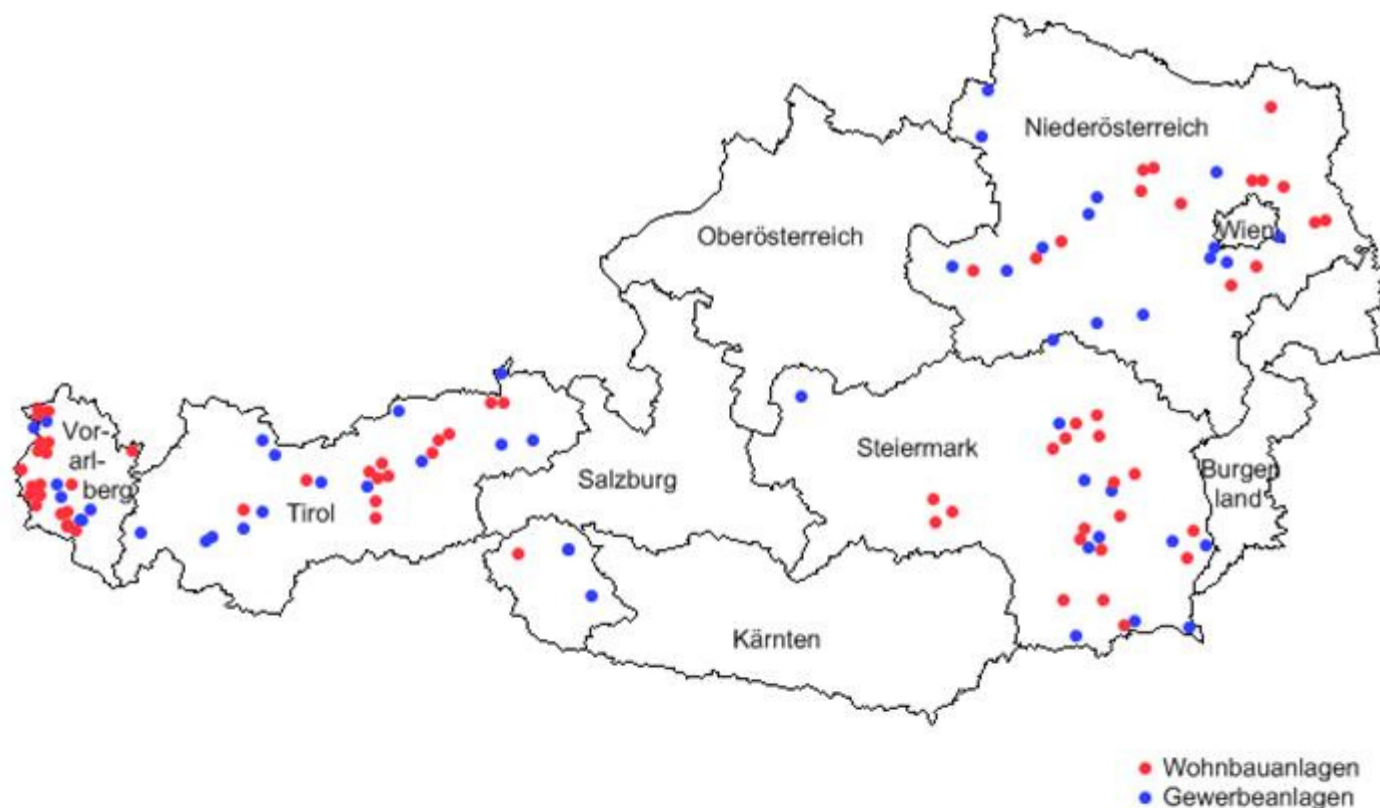 Niederösterreich
Wien
Oberösterreich
Vor-
arl-
berg
Steiermark
Burgen
land
Salzburg
Tirol
Kärnten
Wohnbauanlagen
Gewerbeanlagen